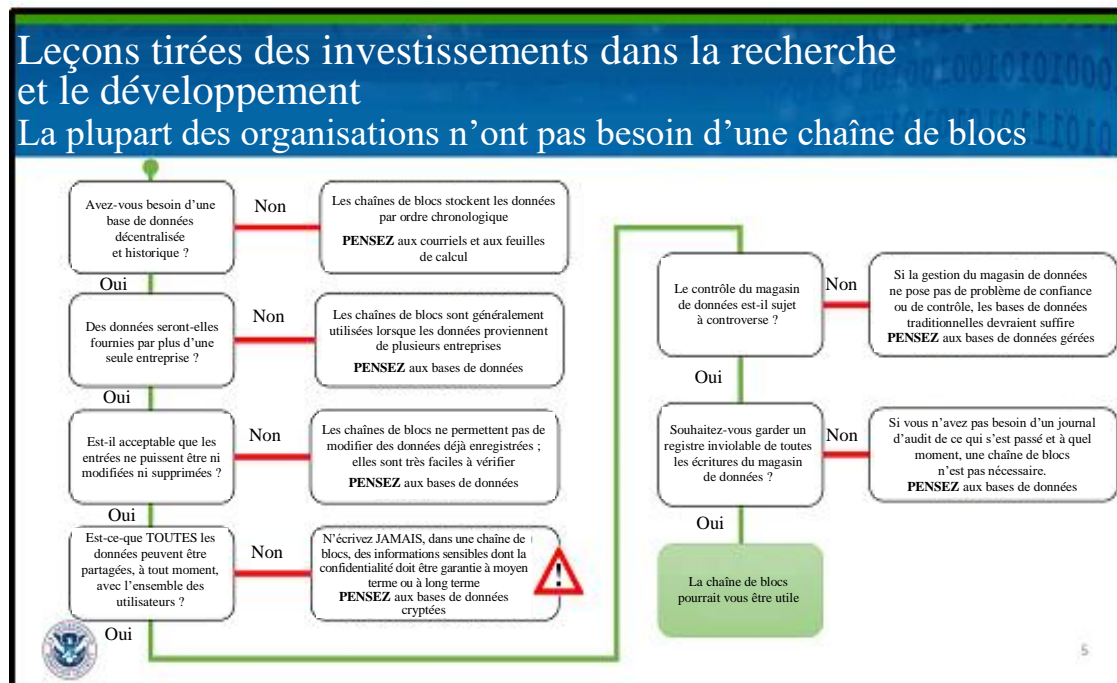 Leçons tirées des investissements dans la recherche
et le développement
La plupart des organisations n’ont pas besoin d’une chaîne de blocs
Avez-vous besoin d’une
base de données
décentralisée
et historique ?
Non
Les chaînes de blocs stockent les données
par ordre chronologique
PENSEZ aux courriels et aux feuilles
de calcul
Oui
Des données seront-elles
fournies par plus d’une
seule entreprise ?
Non
Les chaînes de blocs sont généralement
utilisées lorsque les données proviennent
de plusieurs entreprises
PENSEZ aux bases de données
Oui
Est-il acceptable que les
entrées ne puissent être ni
modifiées ni supprimées ?
Non
Les chaînes de blocs ne permettent pas de
modifier des données déjà enregistrées ;
elles sont très faciles à vérifier
PENSEZ aux bases de données
Oui
Est-ce-que TOUTES les
données peuvent être
partagées, à tout moment,
avec l’ensemble des
utilisateurs ?
Non
N’écrivez JAMAIS, dans une chaîne de
blocs, des informations sensibles dont la
confidentialité doit être garantie à moyen
terme ou à long terme
PENSEZ aux bases de données
cryptées
!
Oui
Le contrôle du magasin
de données est-il sujet
à controverse ?
Non
Si la gestion du magasin de données
ne pose pas de problème de confiance
ou de contrôle, les bases de données
traditionnelles devraient suffire
PENSEZ aux bases de données gérées
Oui
Souhaitez-vous garder un
registre inviolable de toutes
les écritures du magasin
de données ?
Non
Si vous n’avez pas besoin d’un journal
d’audit de ce qui s’est passé et à quel
moment, une chaîne de blocs
n’est pas nécessaire.
PENSEZ aux bases de données
Oui
La chaîne de blocs
pourrait vous être utile
5